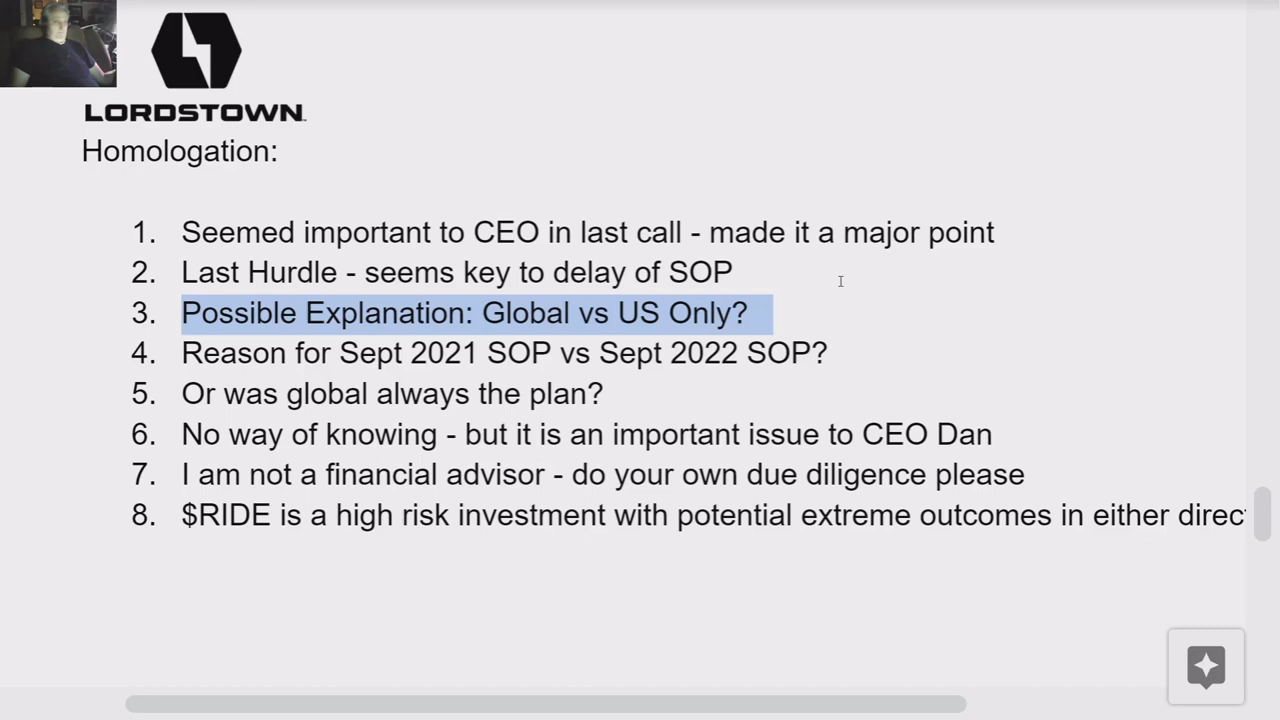 LORDSTOWN
Homologation:
1. Seemed important to CEO in last call - made it a major point
2. Last Hurdle - seems key to delay of SOP
3. Possible Explanation: Global vs US Only?
4. Reason for Sept 2021 SOP vs Sept 2022 SOP?
5. Or was global always the plan?
6. No way of knowing - but it is an important issue to CEO Dan
7. I am not a financial advisor - do your own due diligence please
8. $RIDE is a high risk investment with potential extreme outcomes in either